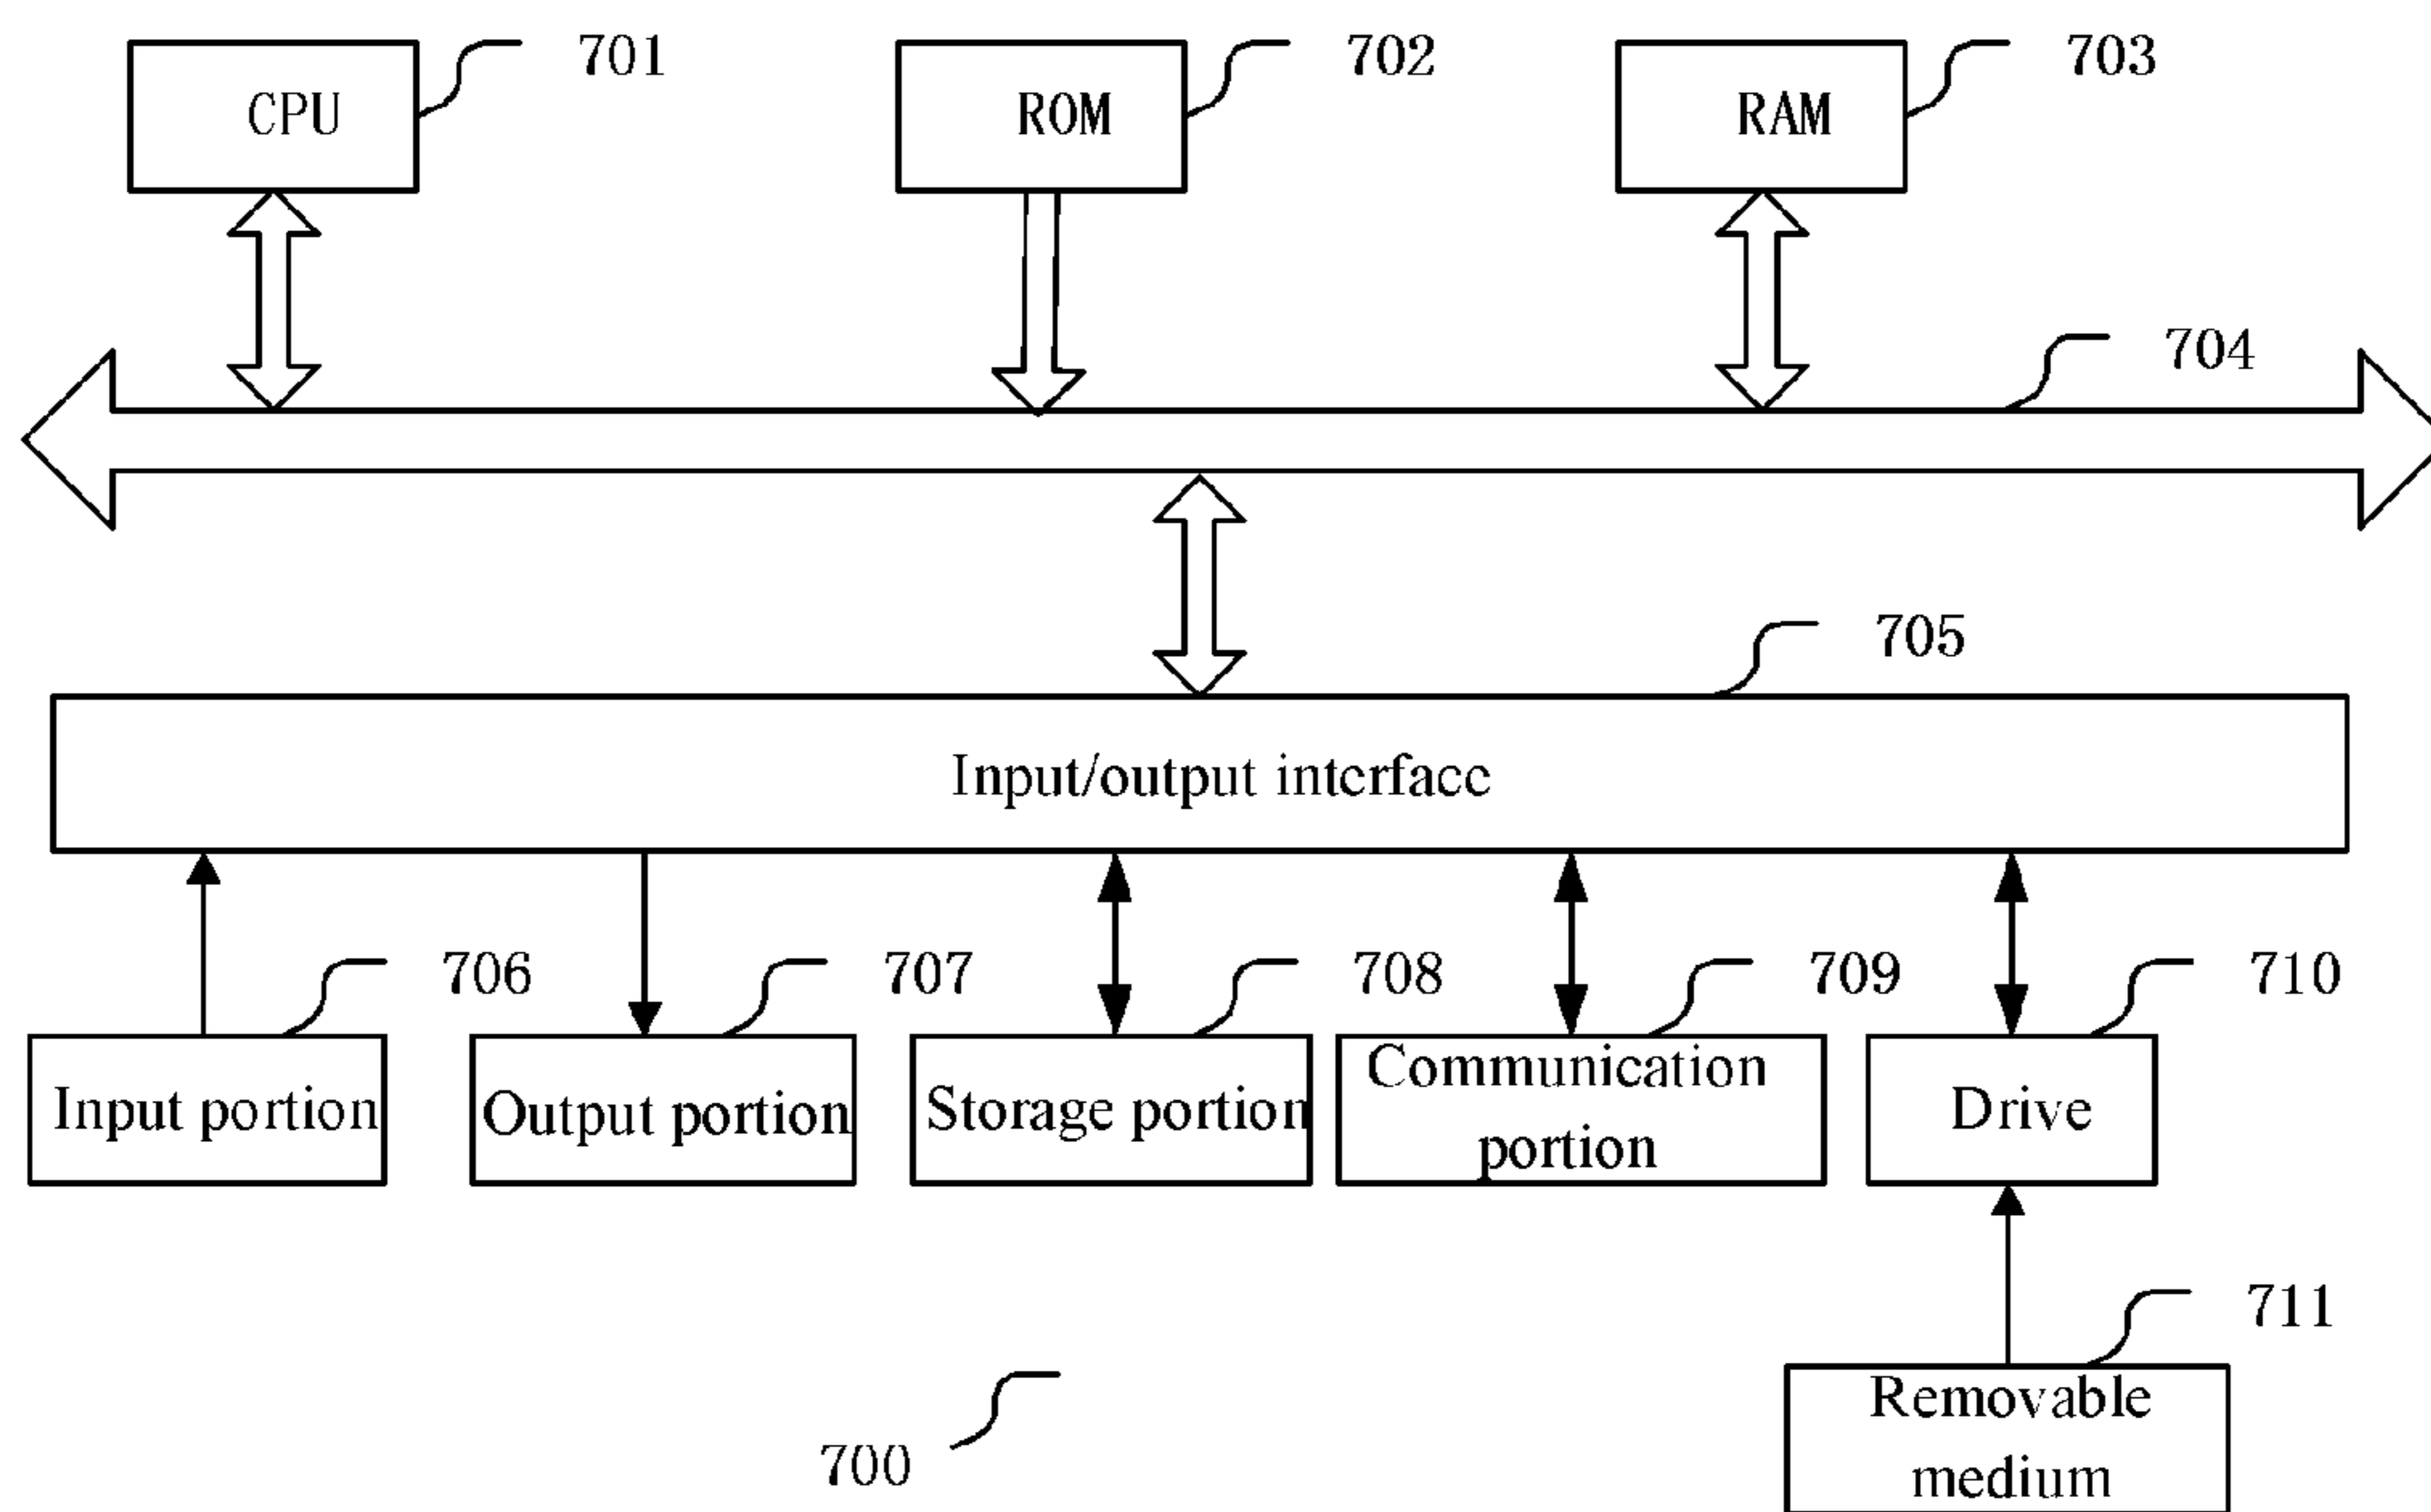 CPU 701
ROM 702
RAM 703
704
705
Input/output interface
706
707
708
709
710
Input portion
Output portion
Storage portion
Communication
portion
Drive
711
Removable
medium
700